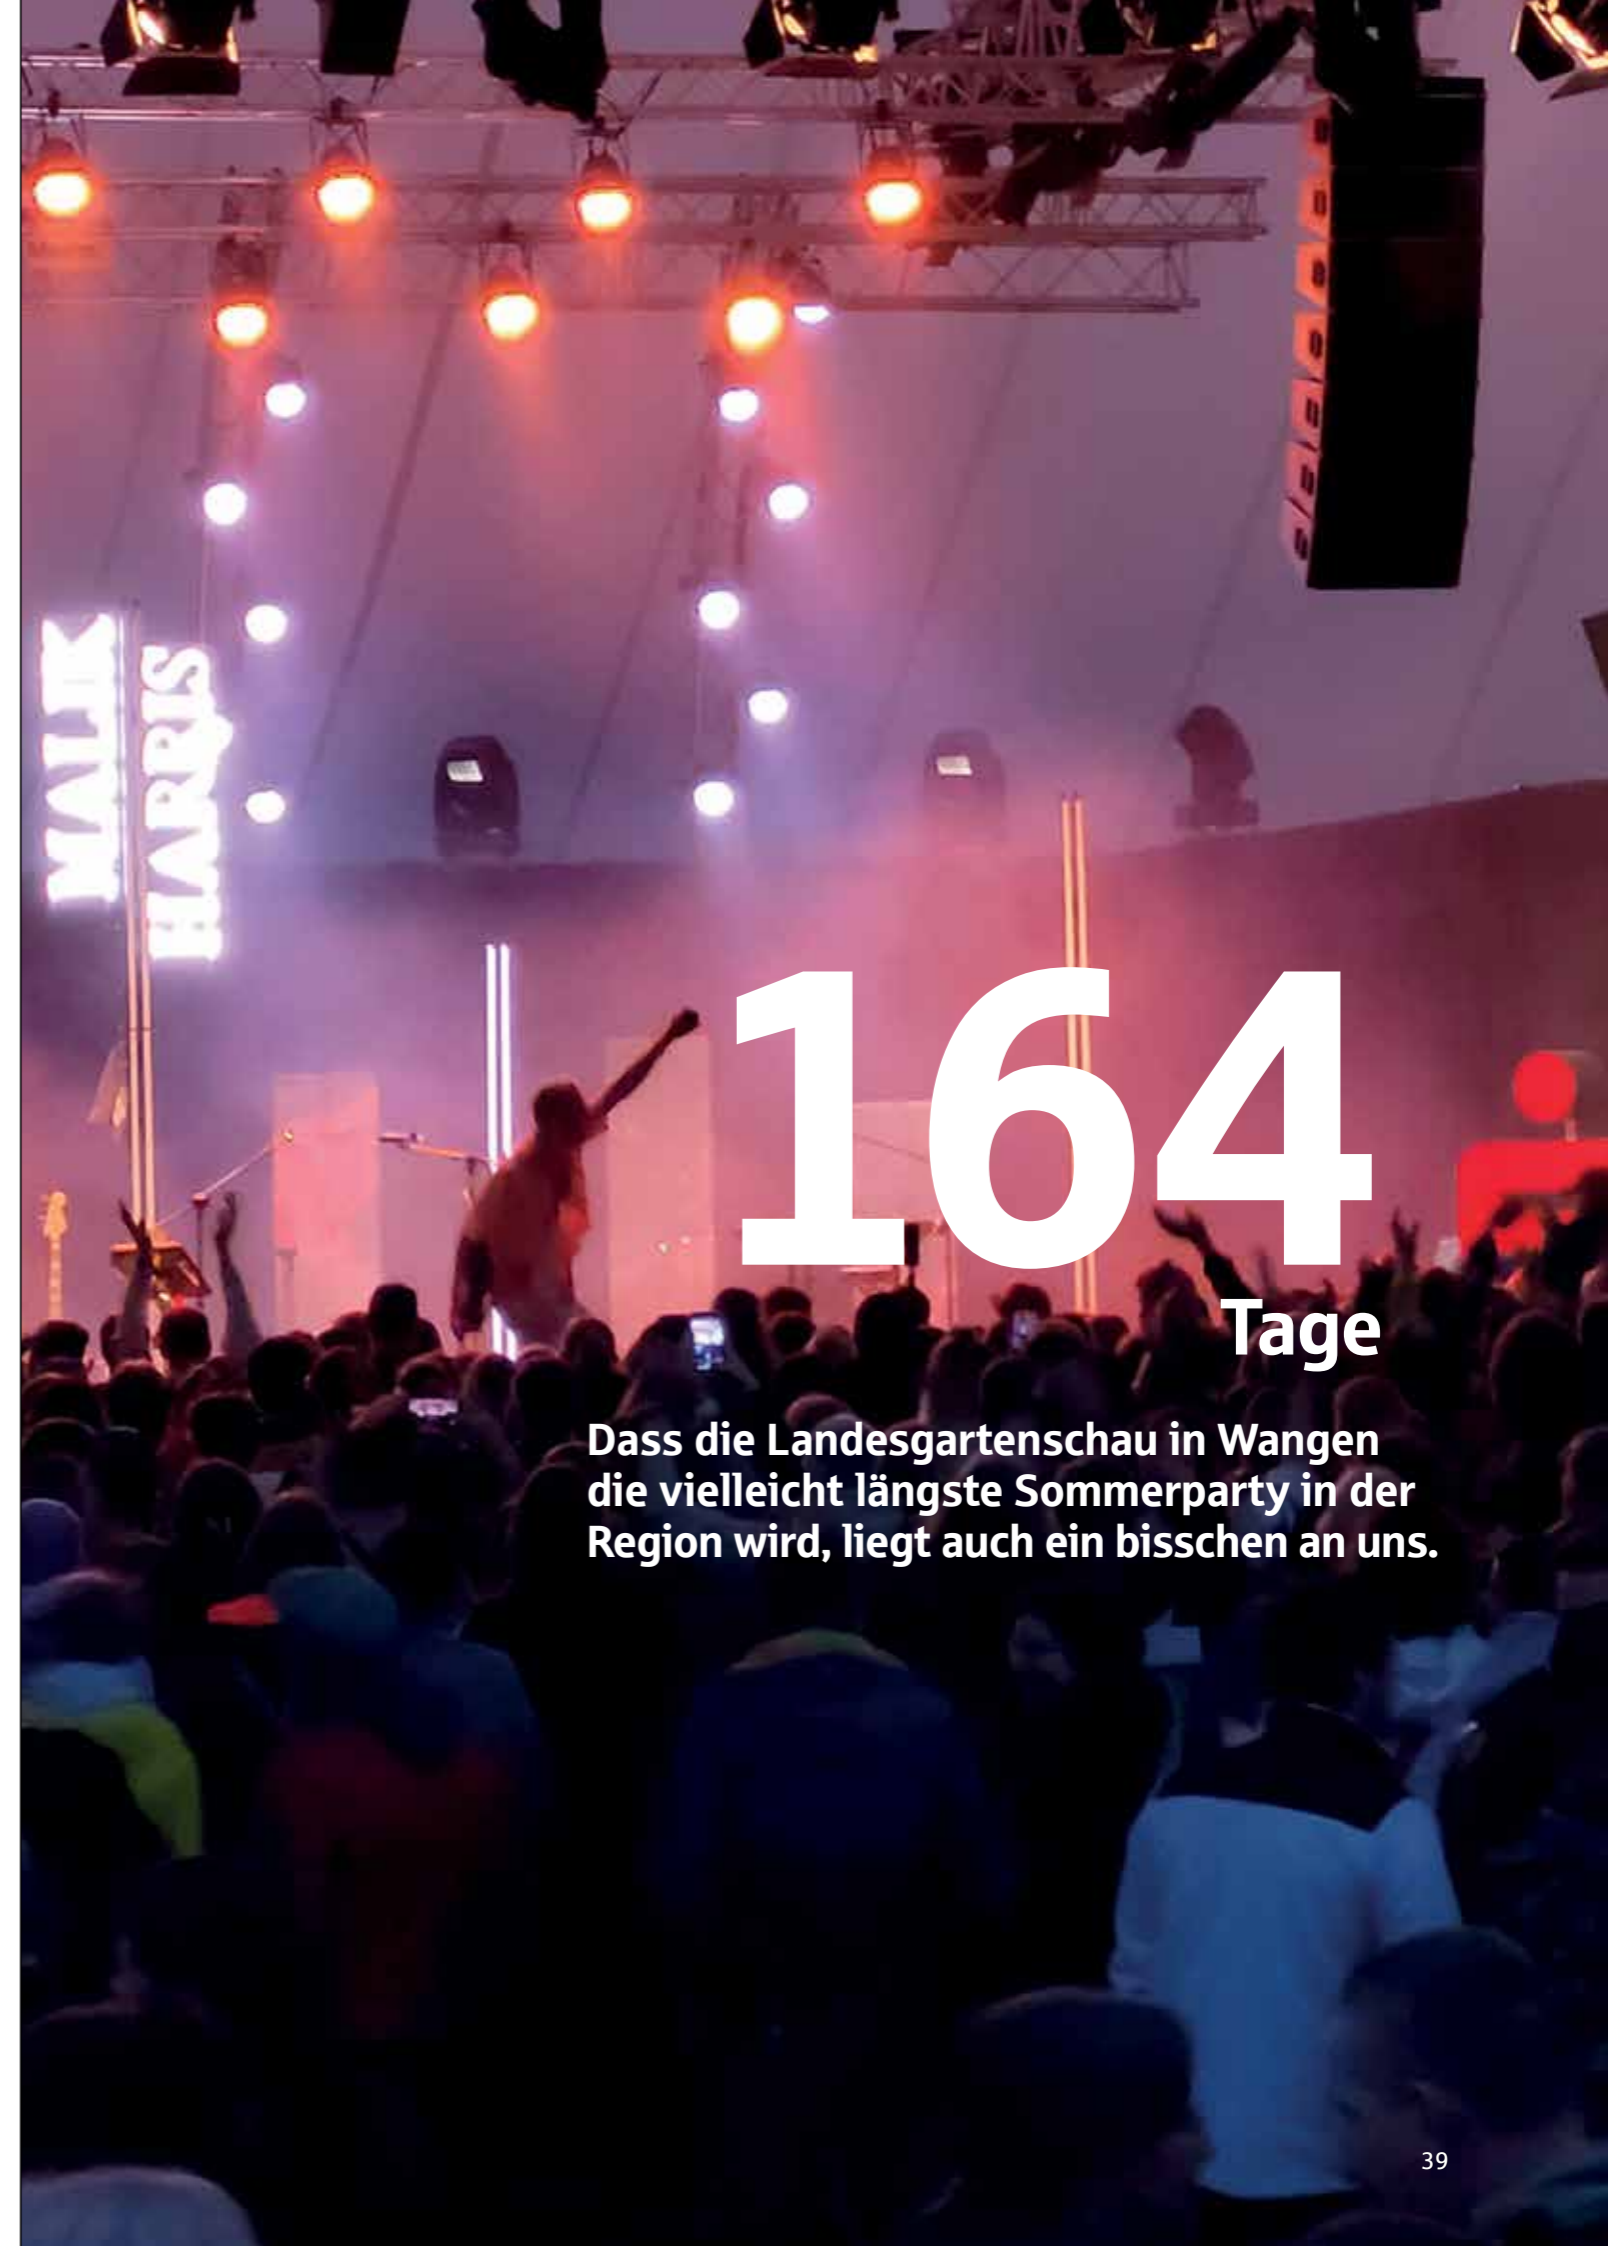 MALIK
HARRIS
164
Tage
Dass die Landesgartenschau in Wangen
die vielleicht längste Sommerparty in der
Region wird, liegt auch ein bisschen an uns.
39